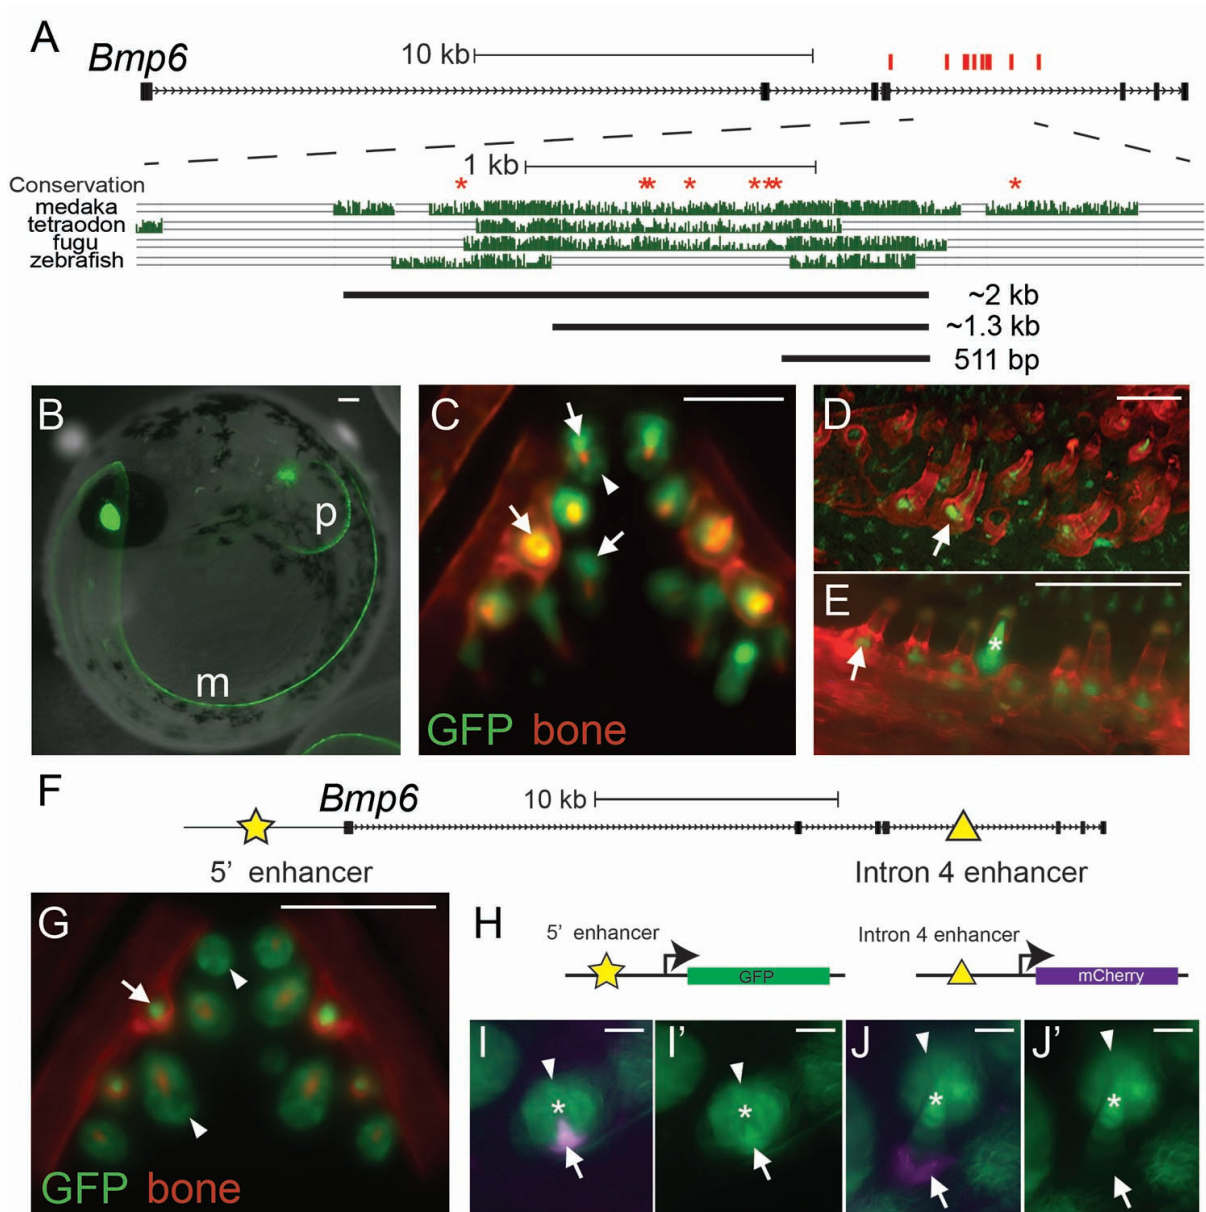 A
Bmp6
10 kb
1 kb
Conservation
* ** * *** *
medaka
tetraodon
fugu
zebrafish
~2 kb
~1.3 kb
511 bp
B
p
m
C
GFP bone
D
E
*
F
Bmp6
10 kb
5’ enhancer
Intron 4 enhancer
G
GFP bone
H
5’ enhancer
GFP
Intron 4 enhancer
mCherry
I
*
I’
*
J
*
J’
*